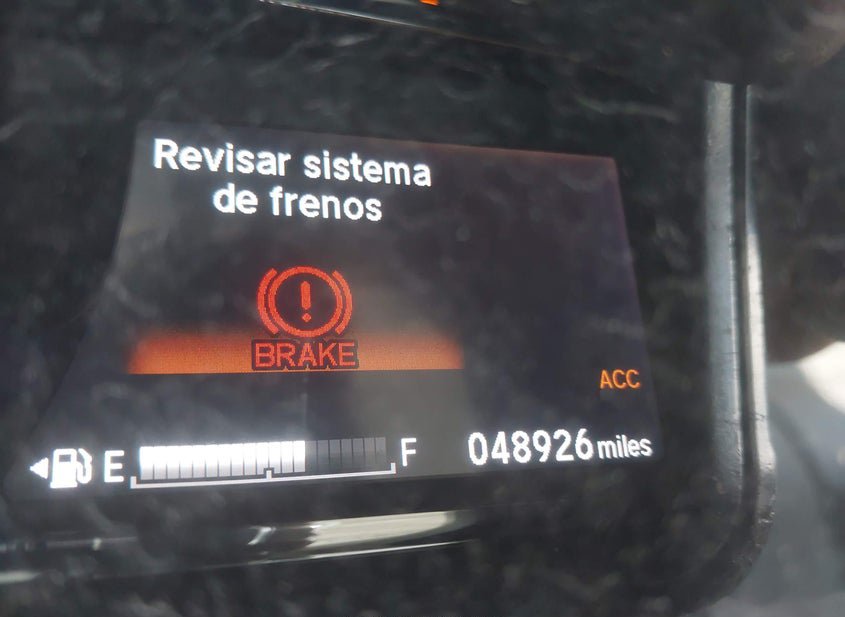 Revisar sistema
de frenos
!
BRAKE
ACC
E F 048926 miles